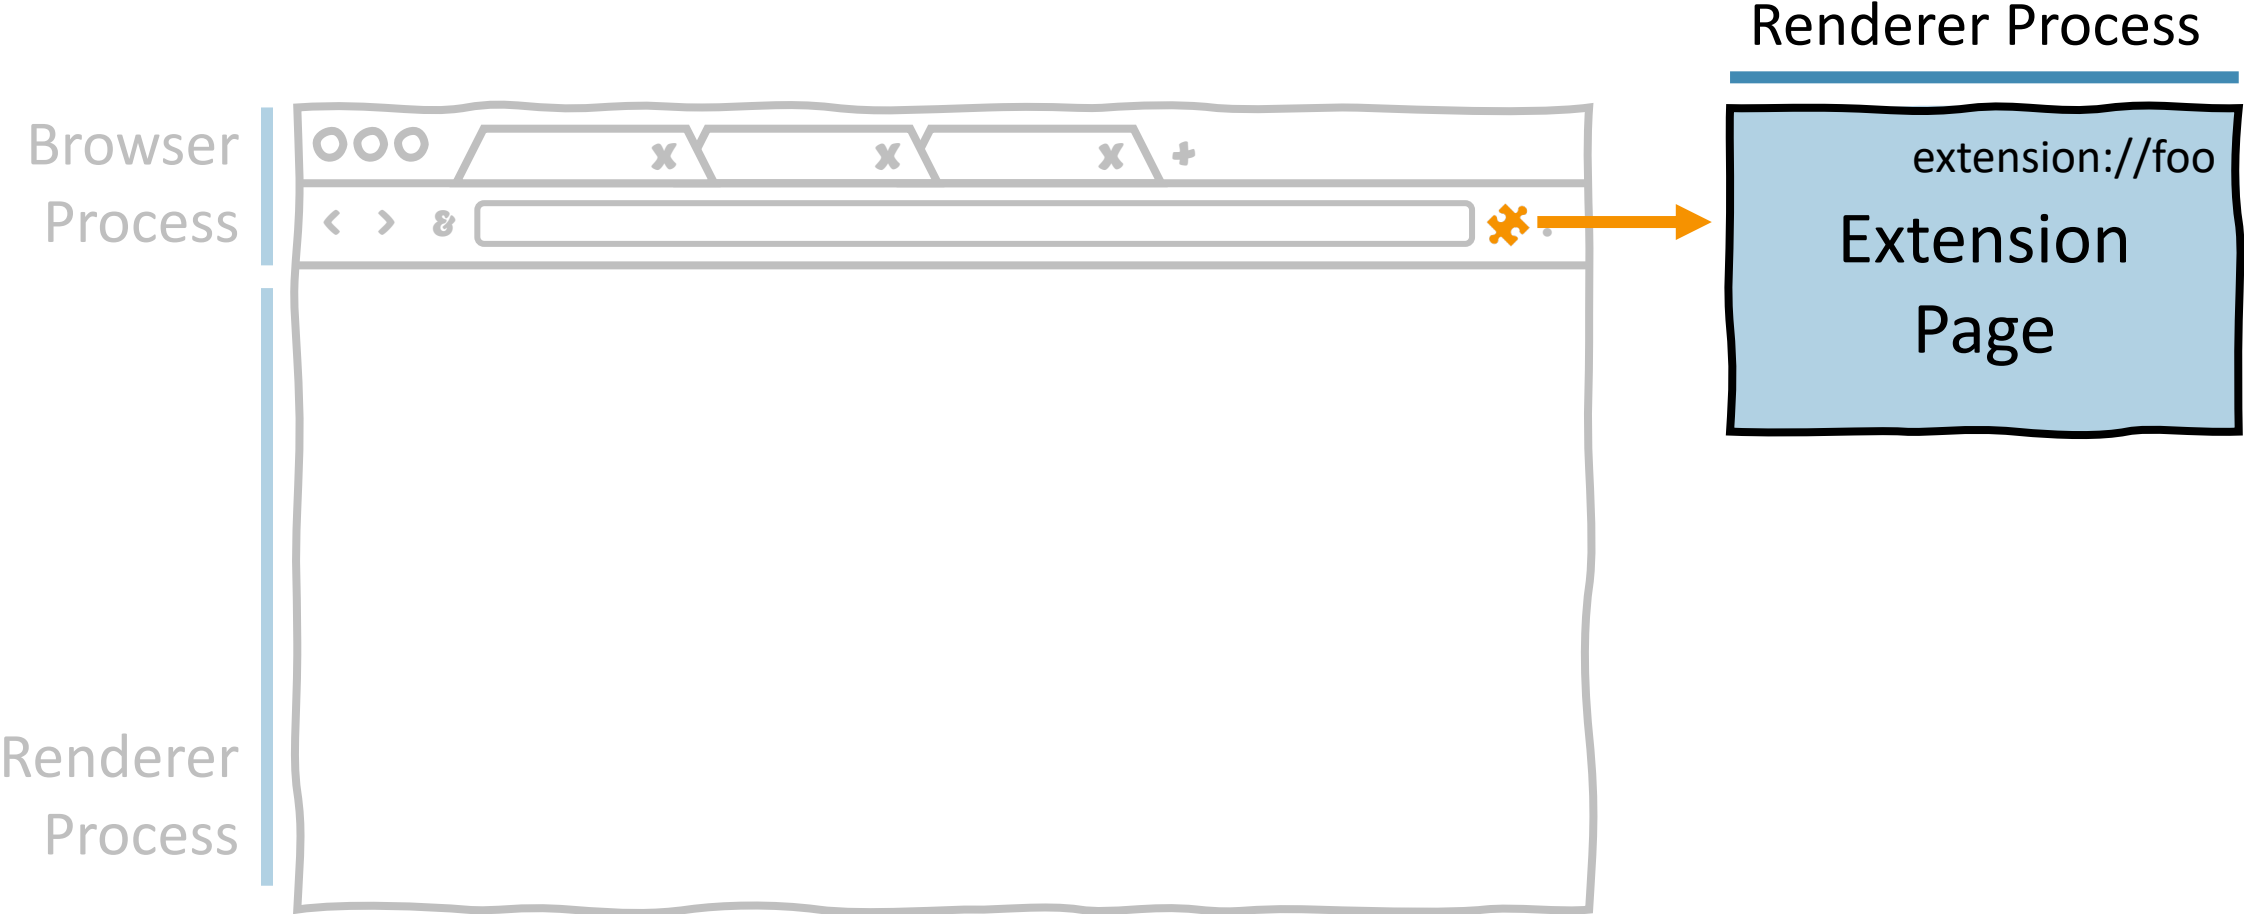 Renderer Process
Browser
Process
x x x +
< > &
extension://foo
Extension
Page
Renderer
Process